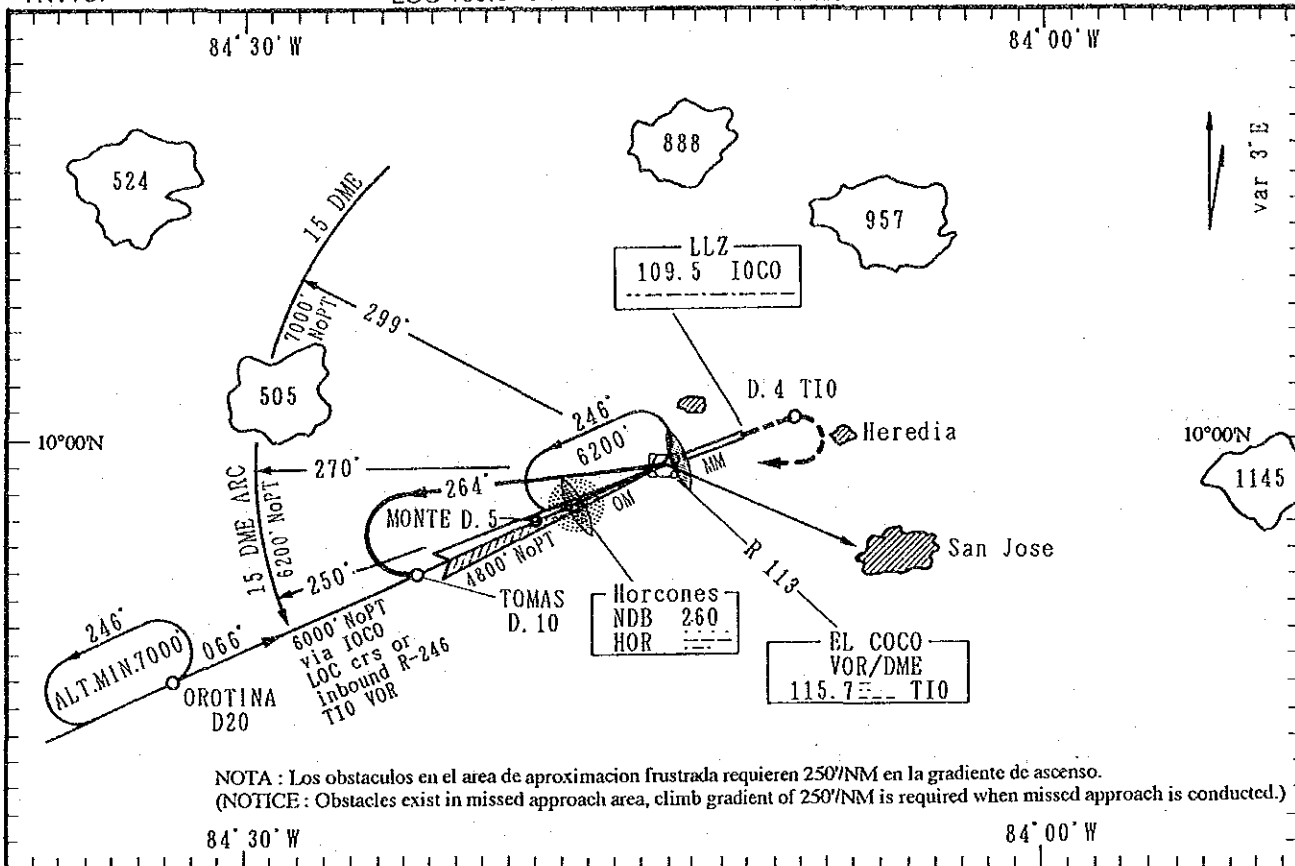 84°30'W
84°00'W
524
888
957
var 3°E
15 DME
LLZ
109.5 IOCO
7000'
NoPT
299°
505
D.4 TIO
246°
6200'
10°00'N
Heredia
10°00'N
MM
1145
270°
264°
OM
MONTE D.5
15 DME ARC
6200' NoPT
4800' NoPT
San Jose
250°
R 113
TOMAS
D.10
Horcones
NDB 260
HOR
246°
066°
6000' NoPT
via IOCO
LOC crs or
inbound R-246
TIO VOR
EL COCO
VOR/DME
115.7 TIO
ALT.MIN.7000'
OROTINA
D20
NOTA : Los obstaculos en el area de aproximacion frustrada requieren 250'/NM en la gradiente de ascenso.
(NOTICE : Obstacles exist in missed approach area, climb gradient of 250'/NM is required when missed approach is conducted.)
84°30'W
84°00'W